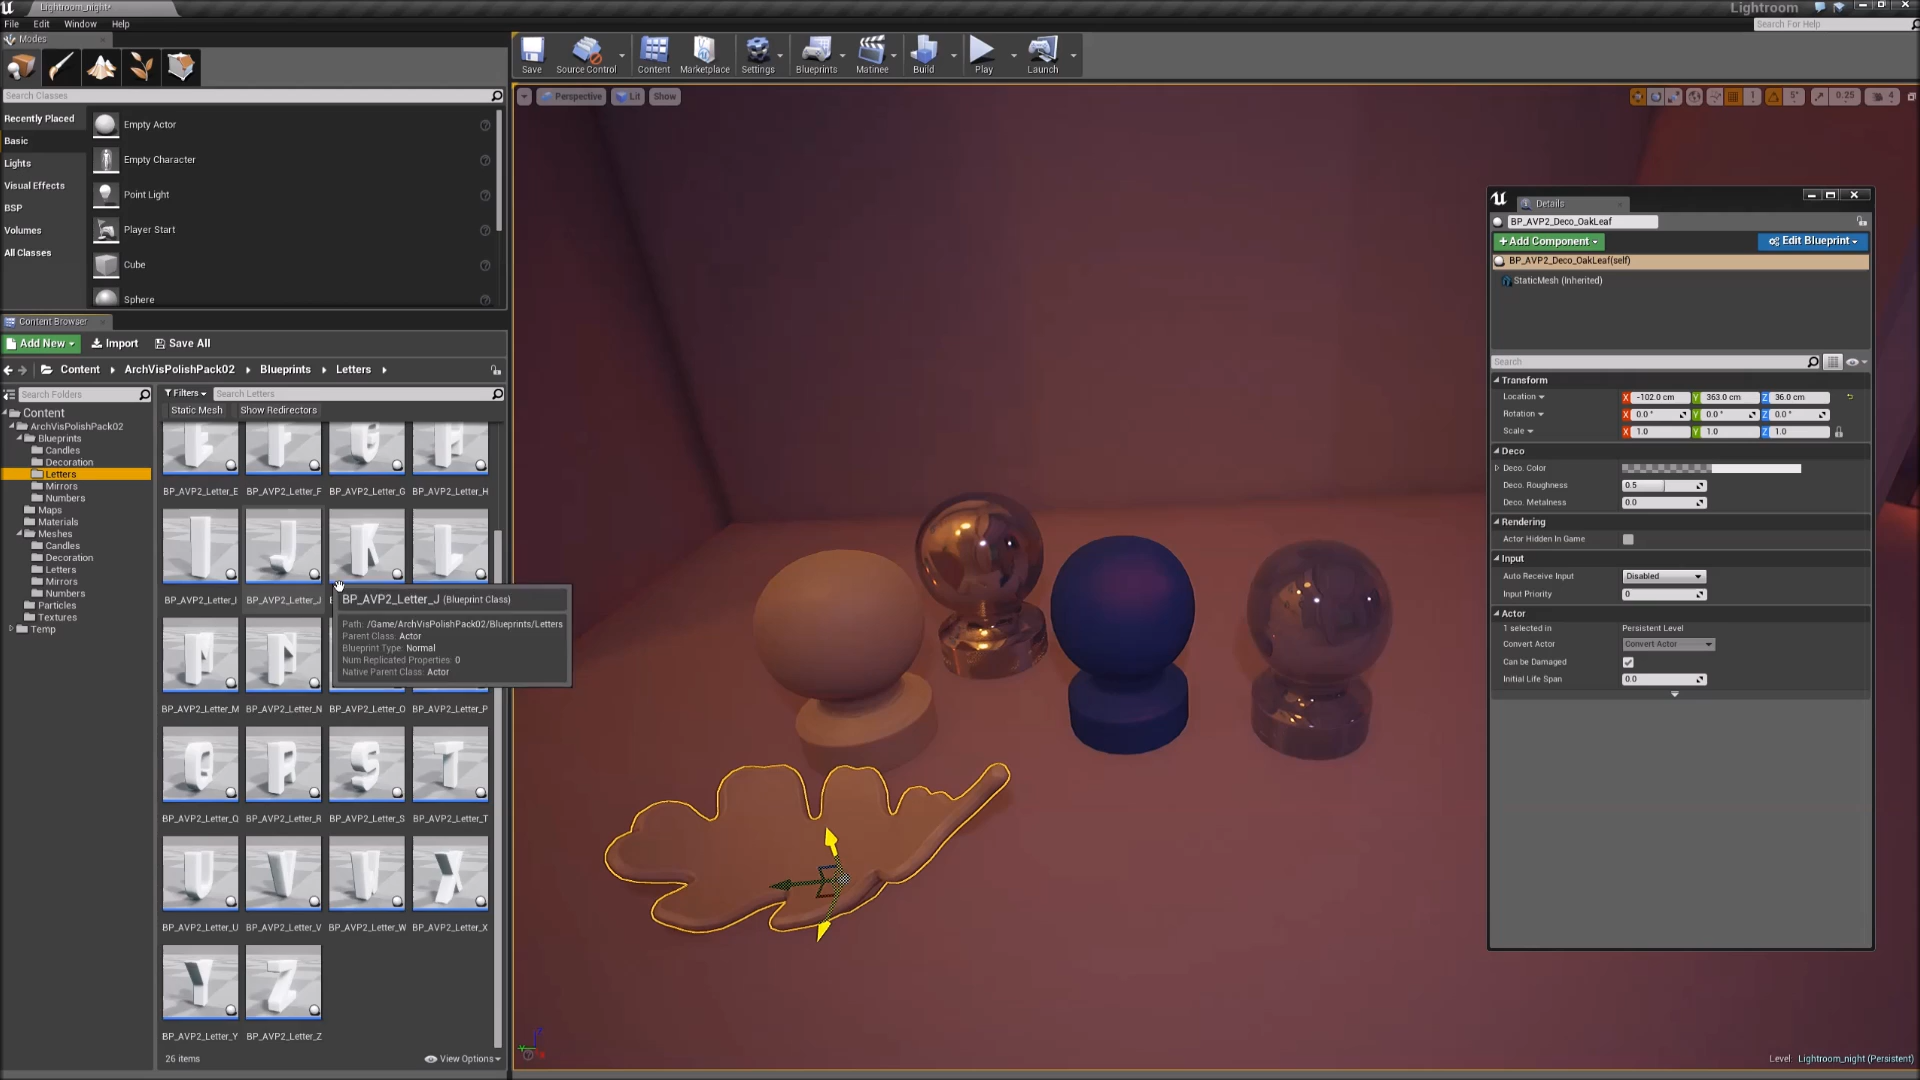 Lightroom_night*
Lightroom
File
Edit
Window
Help
Search For Help
Modes
Save
Source Control
Content
Marketplace
Settings
Blueprints
Matinee
Build
Play
Launch
Search Classes
Perspective
Lit
Show
5°
0.25
4
Recently Placed
Basic
Lights
Visual Effects
BSP
Volumes
All Classes
Empty Actor
Empty Character
Point Light
Player Start
Cube
Sphere
Content Browser
Add New
Import
Save All
Content
ArchVisPolishPack02
Blueprints
Letters
Search Folders
Filters
Search Letters
Static Mesh
Show Redirectors
Content
ArchVisPolishPack02
Blueprints
Candles
Decoration
Letters
Mirrors
Numbers
Maps
Materials
Meshes
Candles
Decoration
Letters
Mirrors
Numbers
Particles
Textures
Temp
BP_AVP2_Letter_E
BP_AVP2_Letter_F
BP_AVP2_Letter_G
BP_AVP2_Letter_H
BP_AVP2_Letter_I
BP_AVP2_Letter_J
BP_AVP2_Letter_J (Blueprint Class)
Path: /Game/ArchVisPolishPack02/Blueprints/Letters
Parent Class: Actor
Blueprint Type: Normal
Num Replicated Properties: 0
Native Parent Class: Actor
BP_AVP2_Letter_M
BP_AVP2_Letter_N
BP_AVP2_Letter_O
BP_AVP2_Letter_P
BP_AVP2_Letter_Q
BP_AVP2_Letter_R
BP_AVP2_Letter_S
BP_AVP2_Letter_T
BP_AVP2_Letter_U
BP_AVP2_Letter_V
BP_AVP2_Letter_W
BP_AVP2_Letter_X
BP_AVP2_Letter_Y
BP_AVP2_Letter_Z
26 items
View Options
Details
BP_AVP2_Deco_OakLeaf
+Add Component
Edit Blueprint
BP_AVP2_Deco_OakLeaf(self)
StaticMesh (Inherited)
Search
Transform
Location X -102.0 cm Y 363.0 cm Z 36.0 cm
Rotation X 0.0 ° Y 0.0 ° Z 0.0 °
Scale X 1.0 Y 1.0 Z 1.0
Deco
Deco. Color
Deco. Roughness 0.5
Deco. Metalness 0.0
Rendering
Actor Hidden In Game
Input
Auto Receive Input Disabled
Input Priority 0
Actor
1 selected in Persistent Level
Convert Actor Convert Actor
Can be Damaged
Initial Life Span 0.0
Level: Lightroom_night (Persistent)